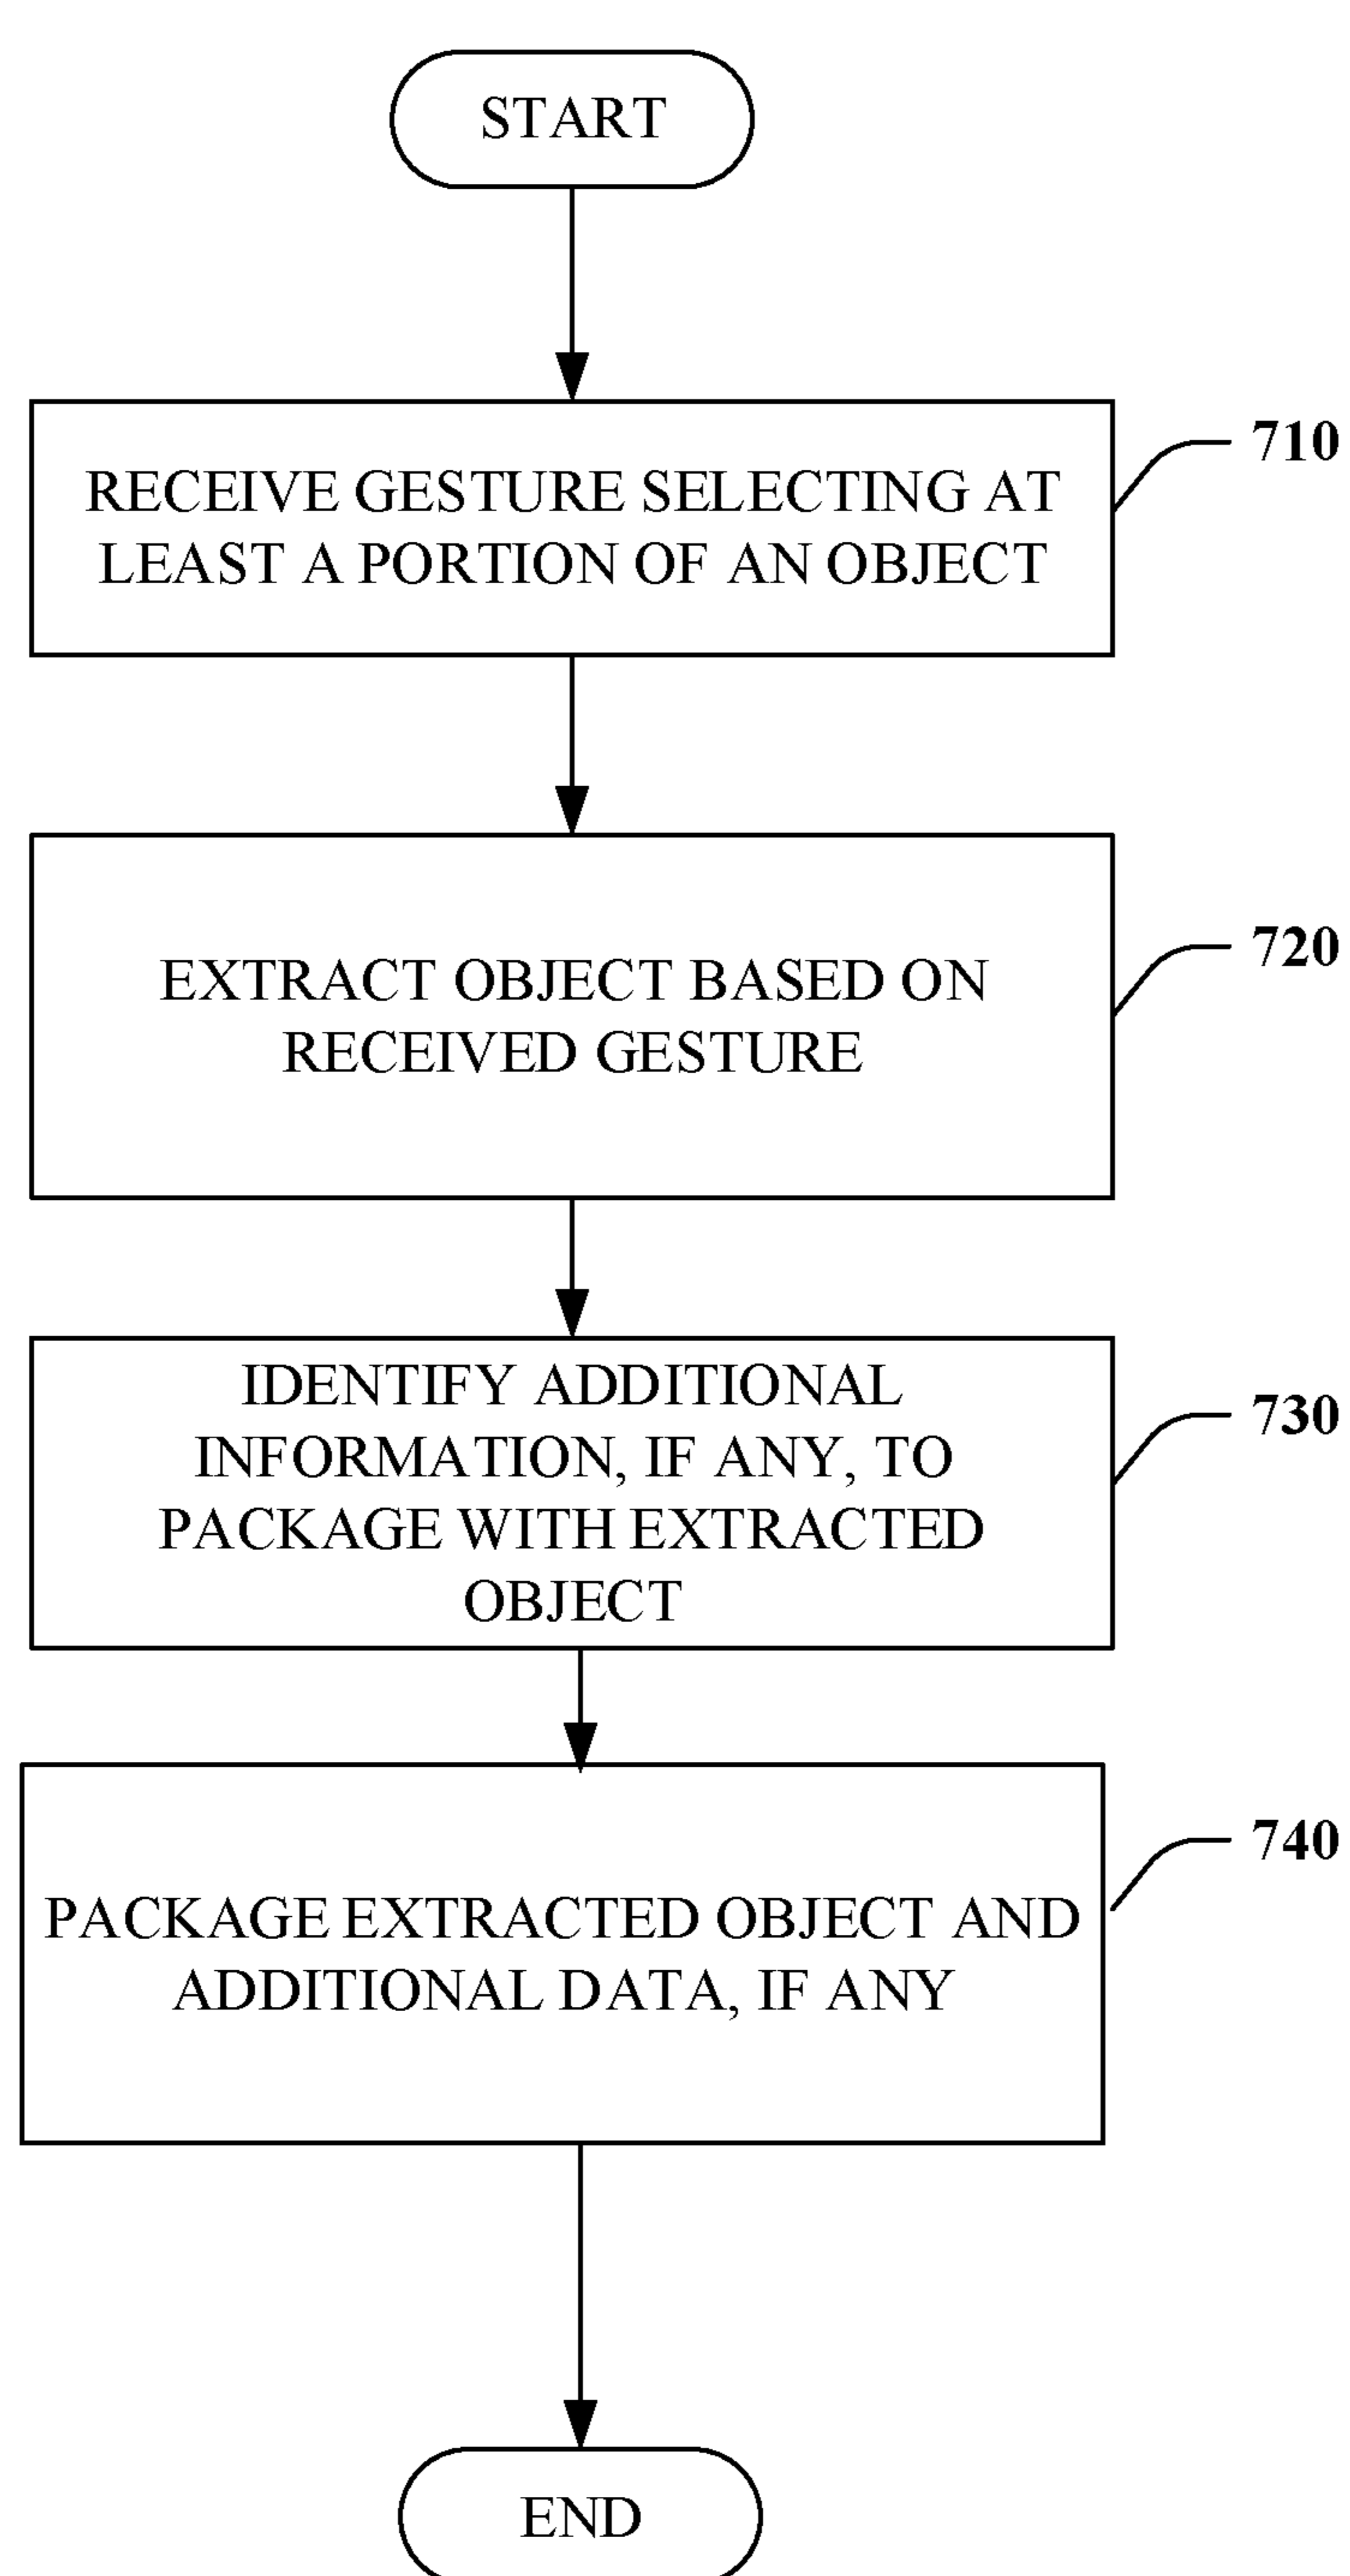 START
RECEIVE GESTURE SELECTING AT
LEAST A PORTION OF AN OBJECT
710
EXTRACT OBJECT BASED ON
RECEIVED GESTURE
720
IDENTIFY ADDITIONAL
INFORMATION, IF ANY, TO
PACKAGE WITH EXTRACTED
OBJECT
730
PACKAGE EXTRACTED OBJECT AND
ADDITIONAL DATA, IF ANY
740
END